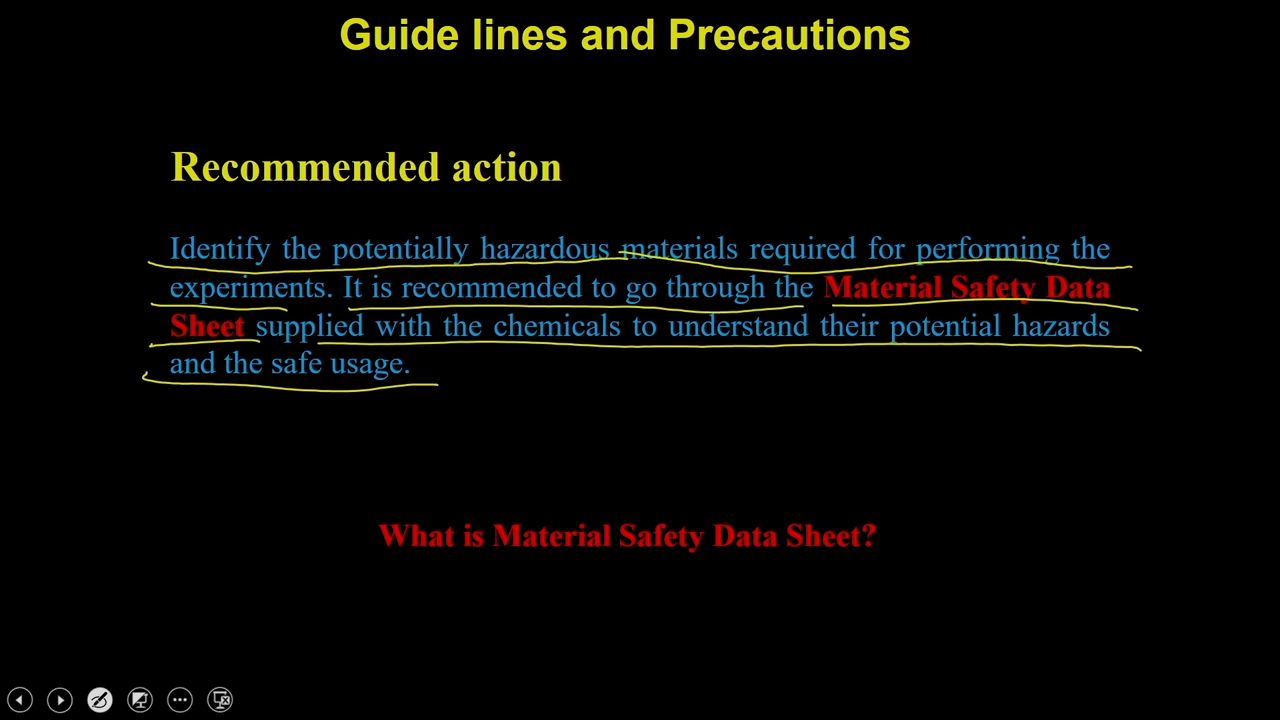 Guide lines and Precautions
Recommended action
Identify the potentially hazardous materials required for performing the
experiments. It is recommended to go through the Material Safety Data
Sheet supplied with the chemicals to understand their potential hazards
and the safe usage.
What is Material Safety Data Sheet?